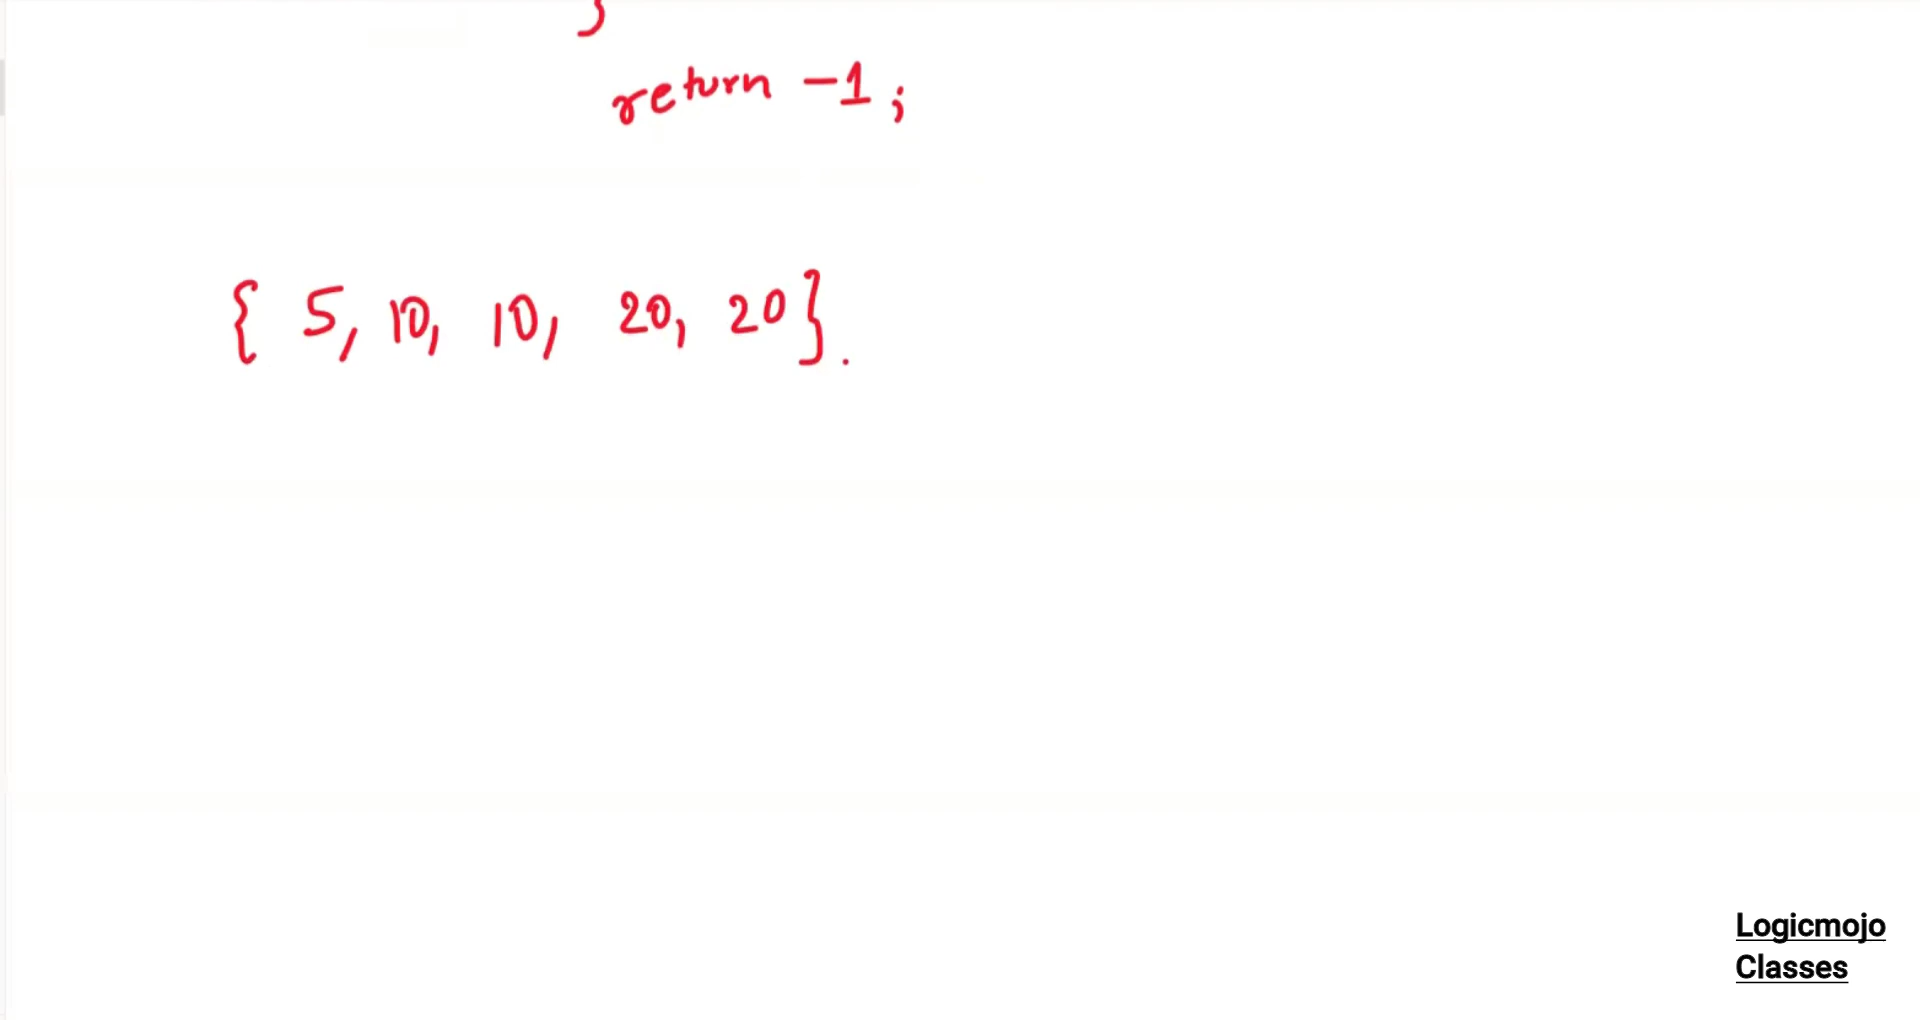 }
return -1;
{ 5, 10, 10, 20, 20}.
Logicmojo
Classes